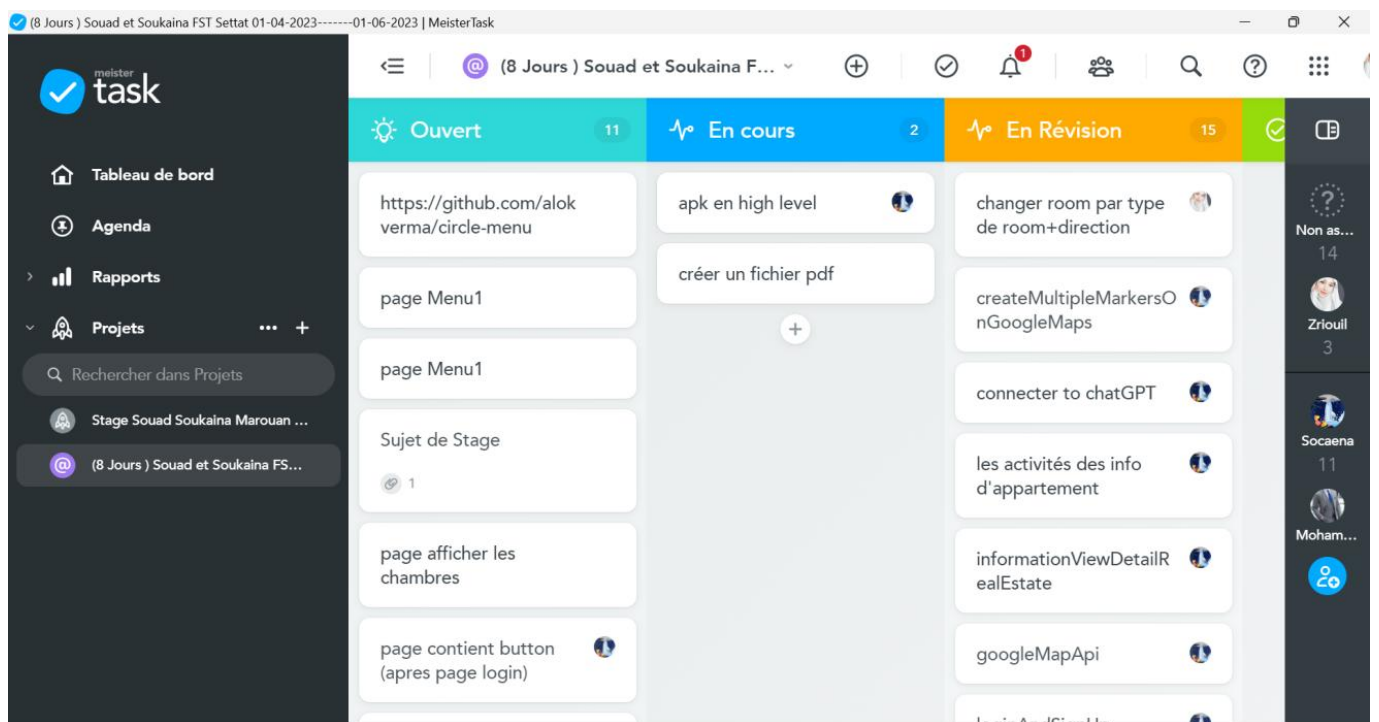 (8 Jours ) Souad et Soukaina FST Settat 01-04-2023-------01-06-2023 | MeisterTask
meister
task
Tableau de bord
Agenda
Rapports
Projets
Rechercher dans Projets
Stage Souad Soukaina Marouan ...
(8 Jours ) Souad et Soukaina FS...
(8 Jours ) Souad et Soukaina F...
1
Ouvert 11
https://github.com/alok
verma/circle-menu
page Menu1
page Menu1
Sujet de Stage
1
page afficher les
chambres
page contient button
(apres page login)
En cours 2
apk en high level
créer un fichier pdf
En Révision 15
changer room par type
de room+direction
createMultipleMarkersO
nGoogleMaps
connecter to chatGPT
les activités des info
d'appartement
informationViewDetailR
ealEstate
googleMapApi
Non as...
14
Zriouil
3
Socaena
11
Moham...